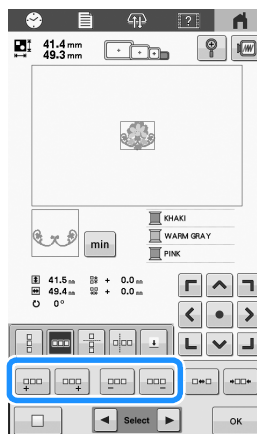 41.4 mm
49.3 mm
KHAKI
min
WARM GRAY
PINK
41.5 mm + 0.0 mm
49.4 mm + 0.0 mm
0°
Select
OK